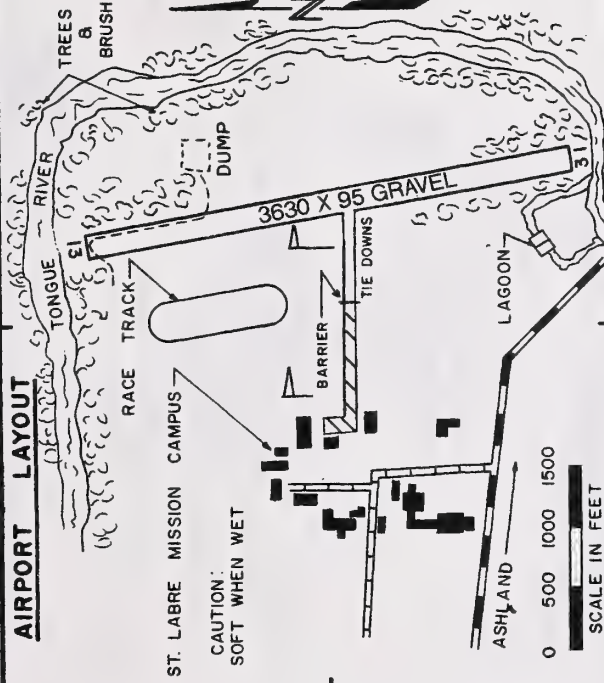 AIRPORT LAYOUT
TREES
&
BRUSH
TONGUE RIVER
13
DUMP
RACE TRACK
3630 X 95 GRAVEL
ST. LABRE MISSION CAMPUS
BARRIER
TIE DOWNS
31
CAUTION:
SOFT WHEN WET
LAGOON
ASHLAND
0 500 1000 1500
SCALE IN FEET